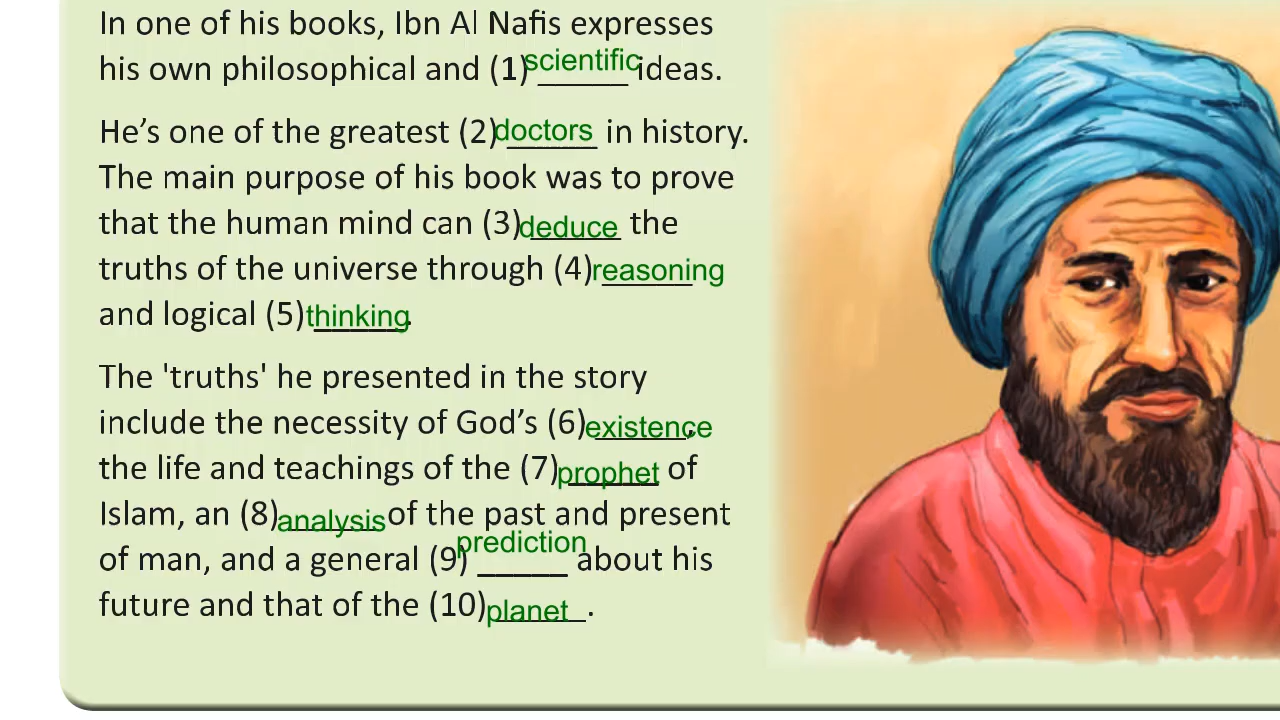 In one of his books, Ibn Al Nafis expresses
his own philosophical and (1) scientific ideas.
He's one of the greatest (2) doctors in history.
The main purpose of his book was to prove
that the human mind can (3) deduce the
truths of the universe through (4) reasoning
and logical (5) thinking.
The 'truths' he presented in the story
include the necessity of God's (6) existence,
the life and teachings of the (7) prophet of
Islam, an (8) analysis of the past and present
of man, and a general (9) prediction about his
future and that of the (10) planet.